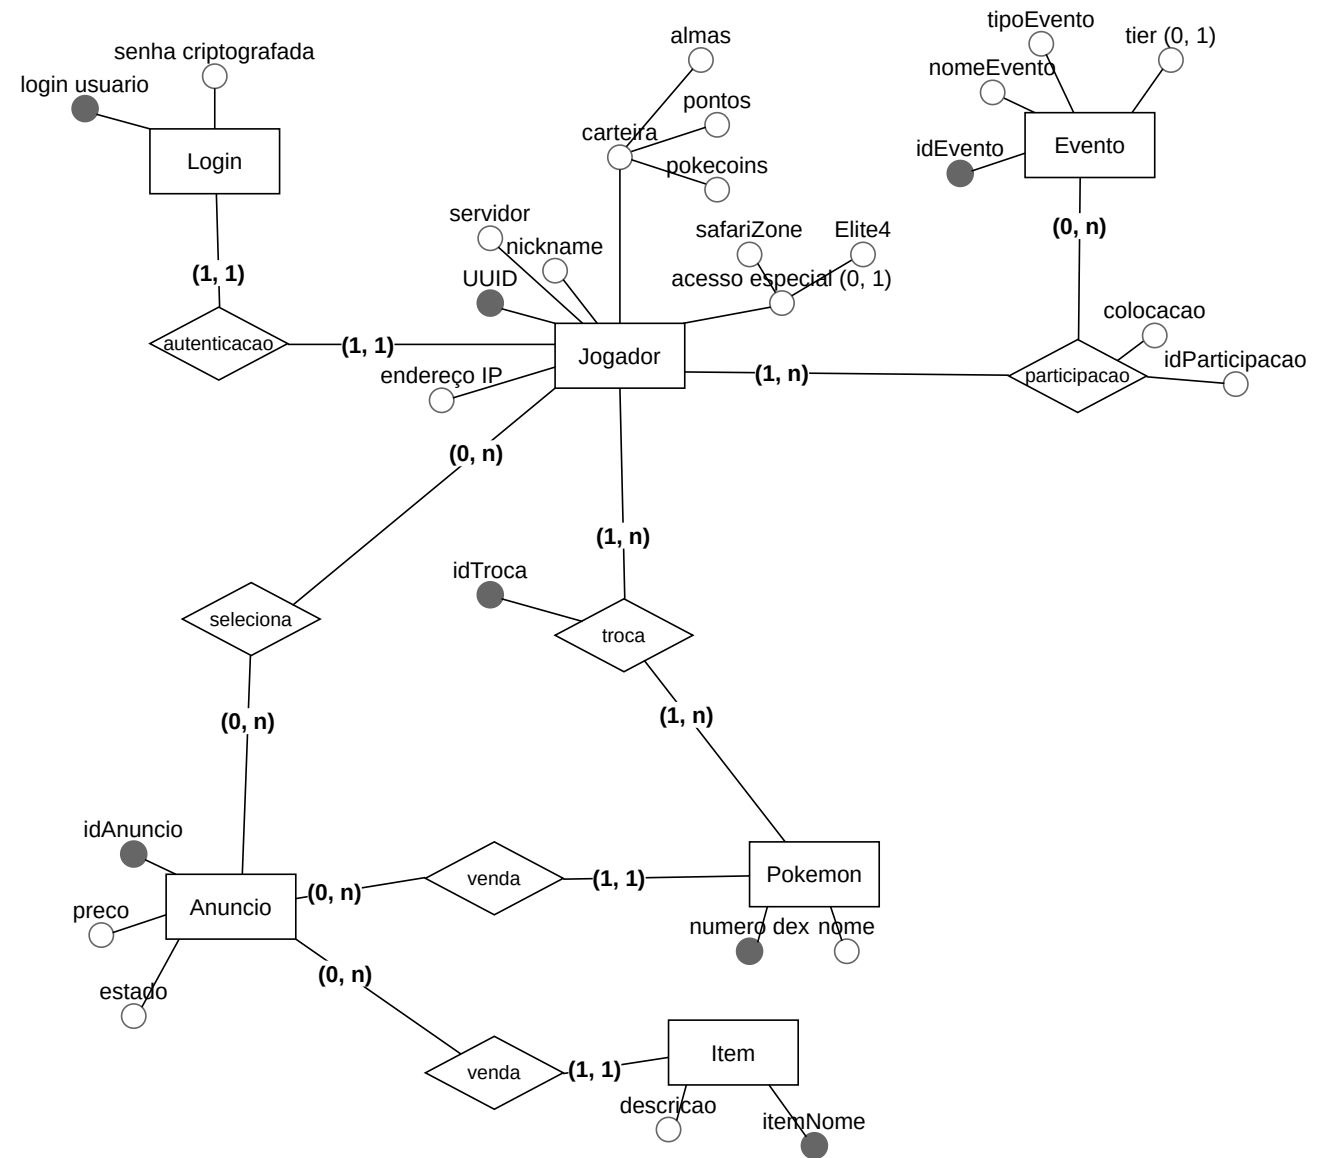 tipoEvento
almas
tier (0, 1)
senha criptografada
nomeEvento
login usuario
pontos
carteira
Evento
idEvento
Login
pokecoins
servidor
(0, n)
safariZone
Elite4
nickname
(1, 1)
UUID
acesso especial (0, 1)
colocacao
autenticacao
(1, 1)
Jogador
idParticipacao
endereço IP
(1, n)
participacao
(0, n)
(1, n)
idTroca
seleciona
troca
(0, n)
(1, n)
idAnuncio
venda
(1, 1)
Pokemon
(0, n)
preco
Anuncio
numero dex
nome
(0, n)
estado
Item
venda
(1, 1)
descricao
itemNome